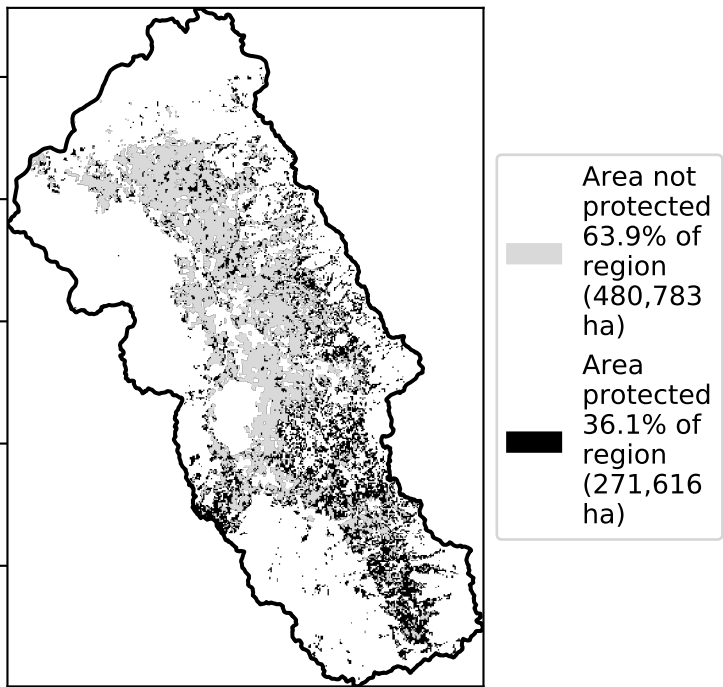 Area not
protected
63.9% of
region
(480,783
ha)
Area
protected
36.1% of
region
(271,616
ha)